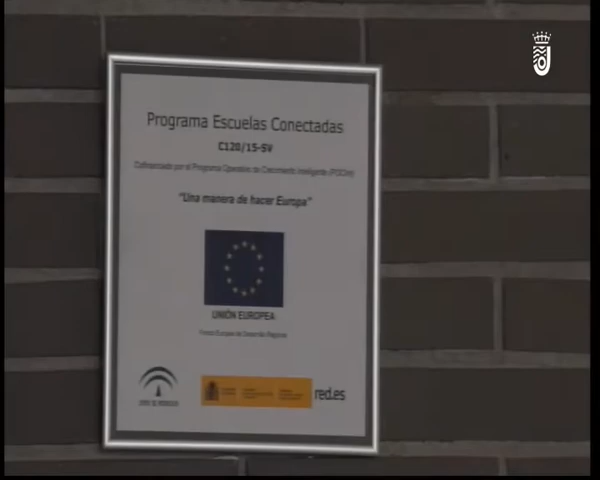 Programa Escuelas Conectadas
C120/15-SV
Cofinanciado por el Programa Operativo de Crecimiento Inteligente (POCInt)
"Una manera de hacer Europa"
UNIÓN EUROPEA
Fondo Europeo de Desarrollo Regional
red.es